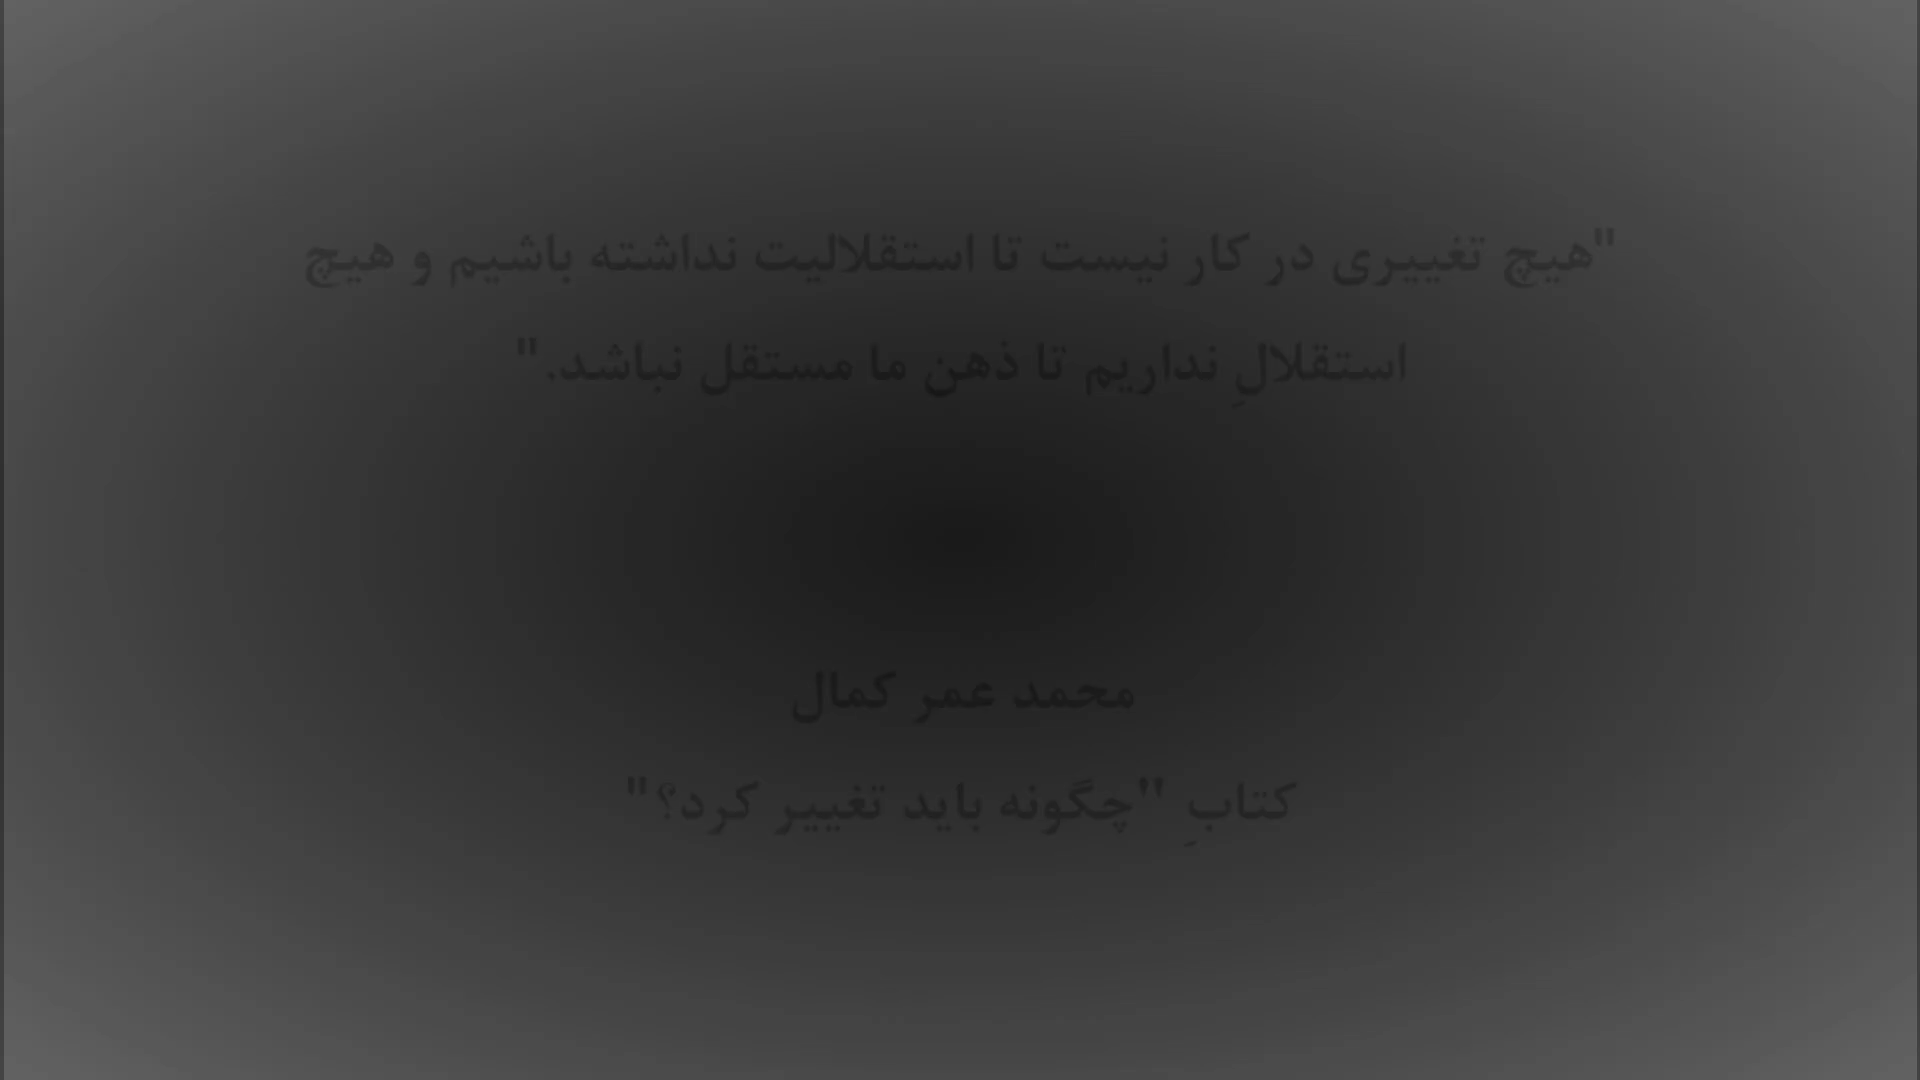 "هیچ تغییری در کار نیست تا استقلالیت نداشته باشیم و هیچ
استقلالِ نداریم تا ذهن ما مستقل نباشد."
محمد عمر کمال
کتابِ "چگونه باید تغییر کرد؟"